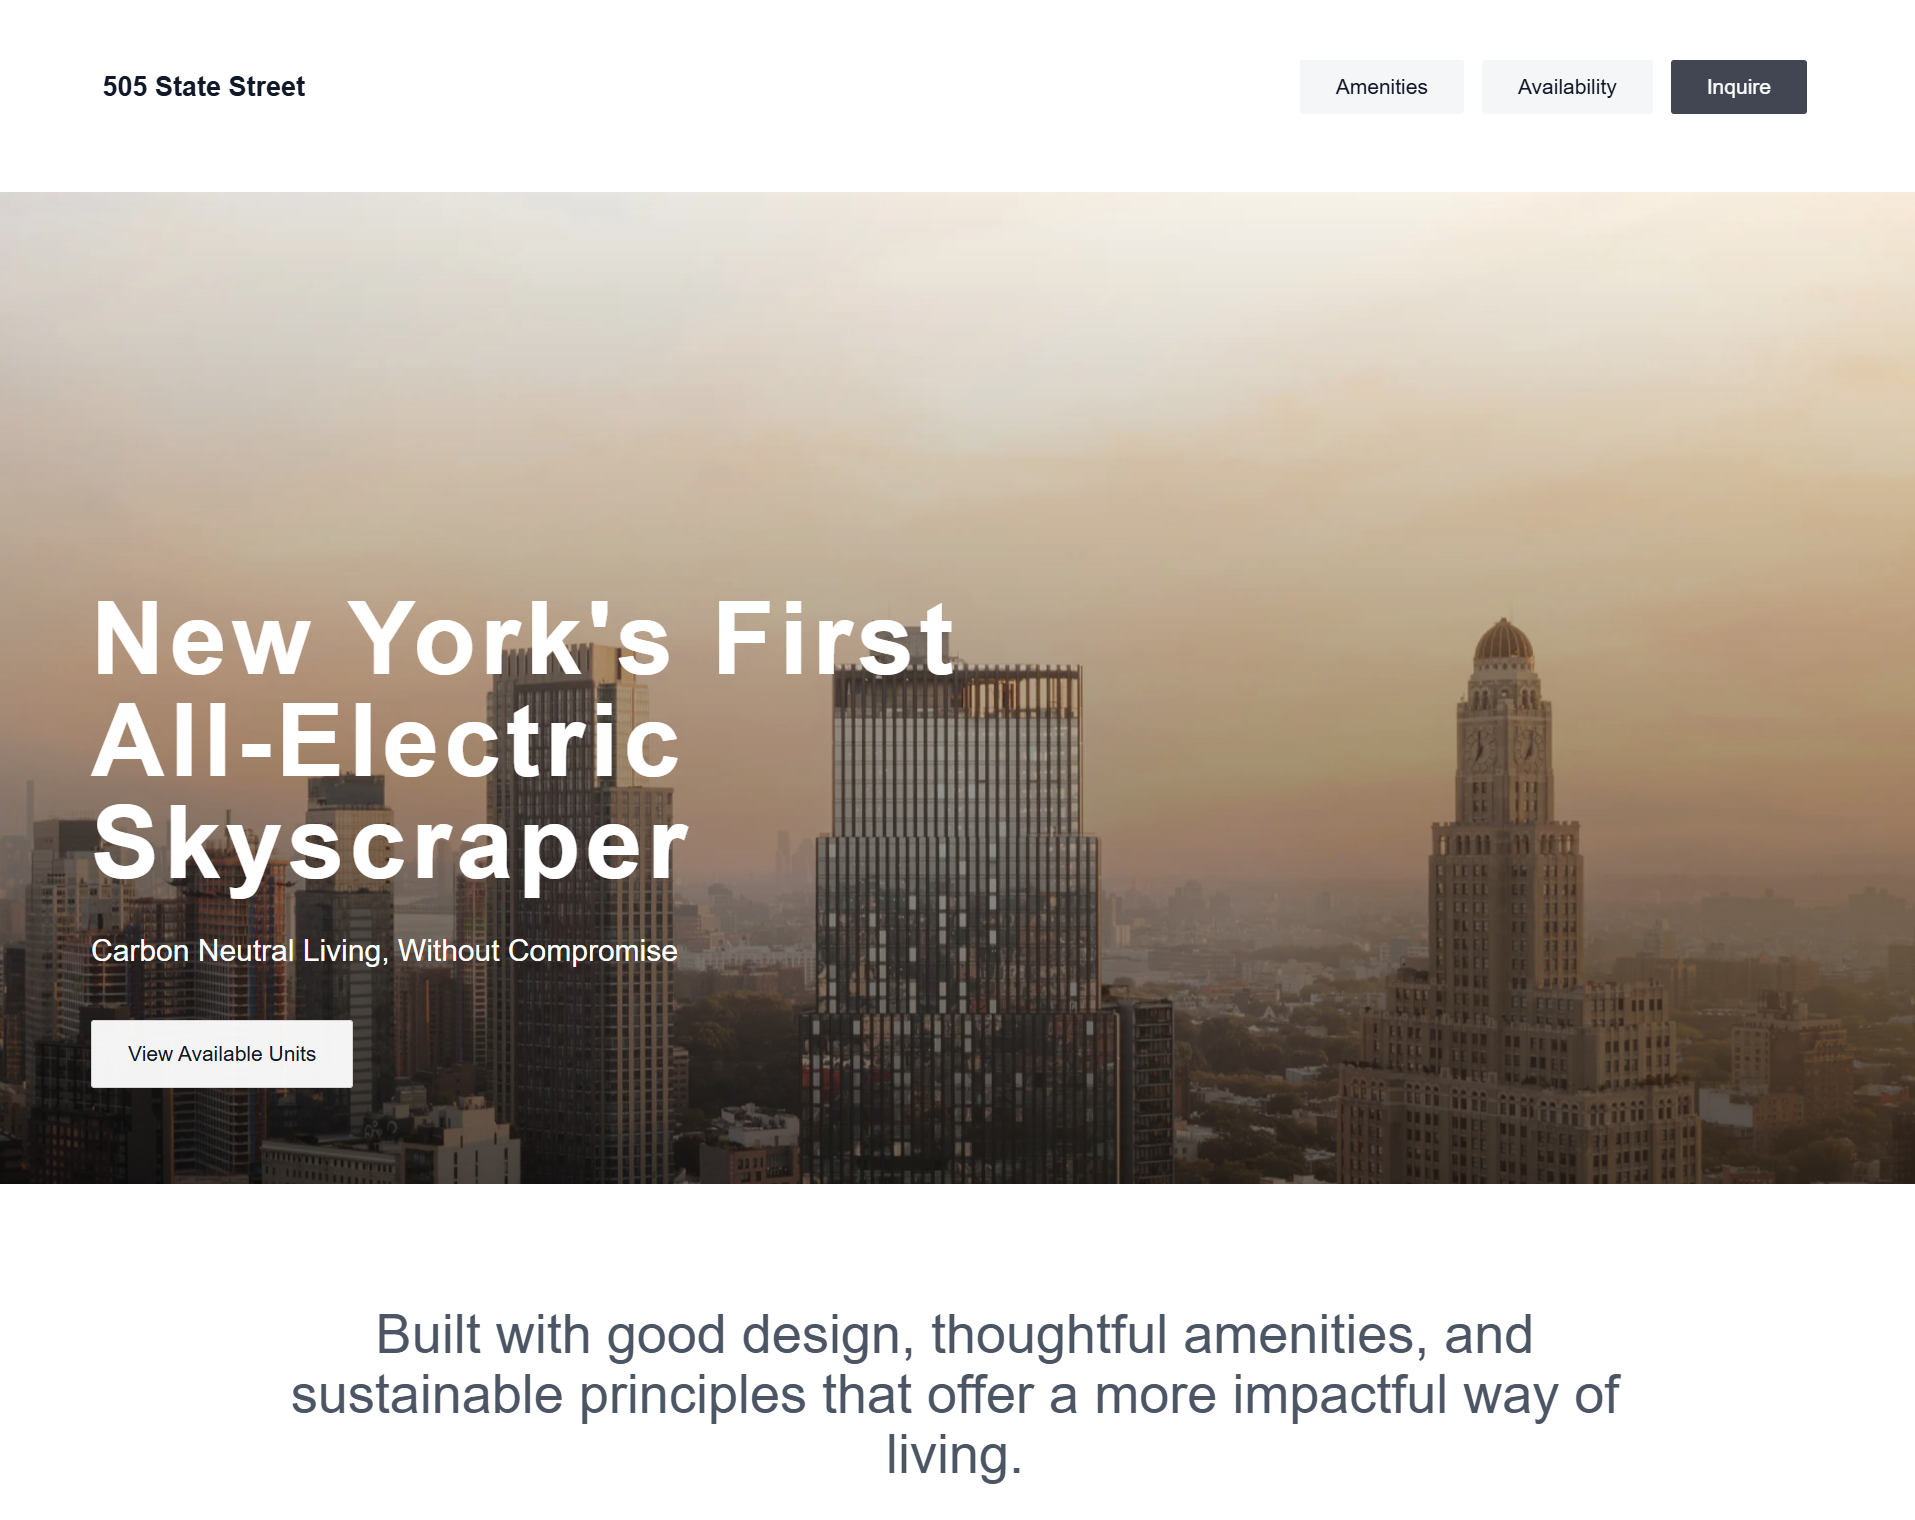 505 State Street
Amenities
Availability
Inquire
New York's First
All-Electric
Skyscraper
Carbon Neutral Living, Without Compromise
View Available Units
Built with good design, thoughtful amenities, and
sustainable principles that offer a more impactful way of
living.